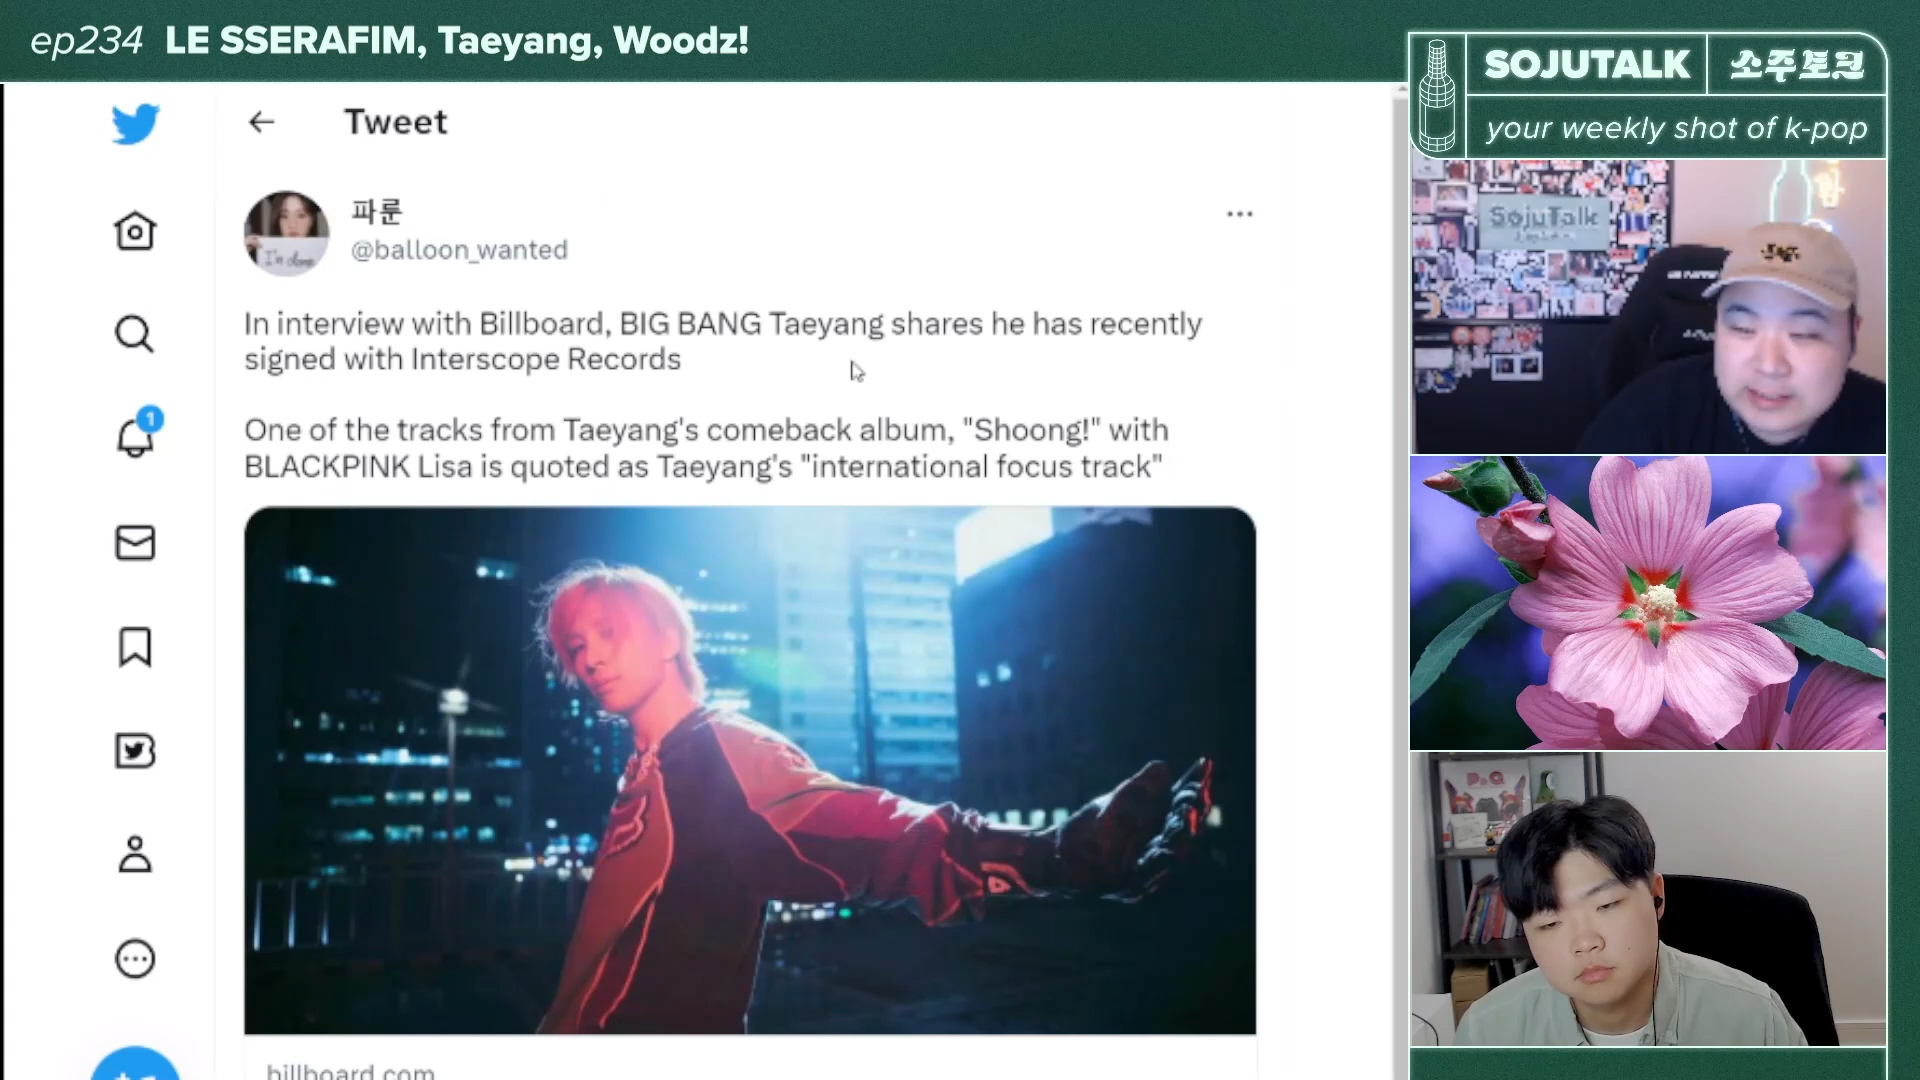 ep234 LE SSERAFIM, Taeyang, Woodz!
SOJUTALK 소주토크
your weekly shot of k-pop
Tweet
파룬
@balloon_wanted
I'm done
In interview with Billboard, BIG BANG Taeyang shares he has recently
signed with Interscope Records
One of the tracks from Taeyang's comeback album, "Shoong!" with
BLACKPINK Lisa is quoted as Taeyang's "international focus track"
billboard.com
1
SojuTalk